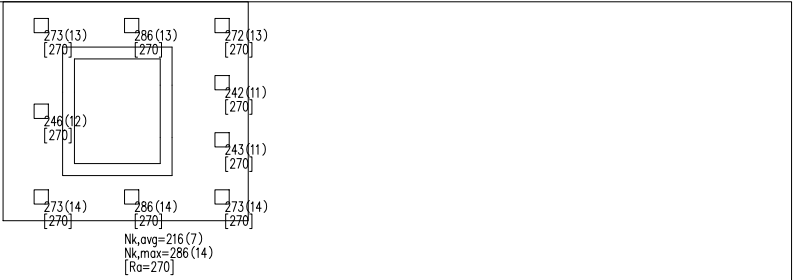 273(13) 286(13) 272(13)
[270] [270] [270]
242(11)
[270]
246(12)
[270]
243(11)
[270]
273(14) 286(14) 273(14)
[270] [270] [270]
Nk,avg=216(7)
Nk,max=286(14)
[Ra=270]